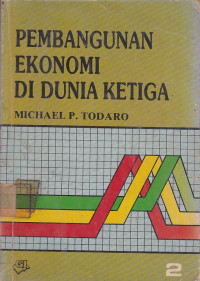 PEMBANGUNAN
EKONOMI
DI DUNIA KETIGA
MICHAEL P. TODARO
2